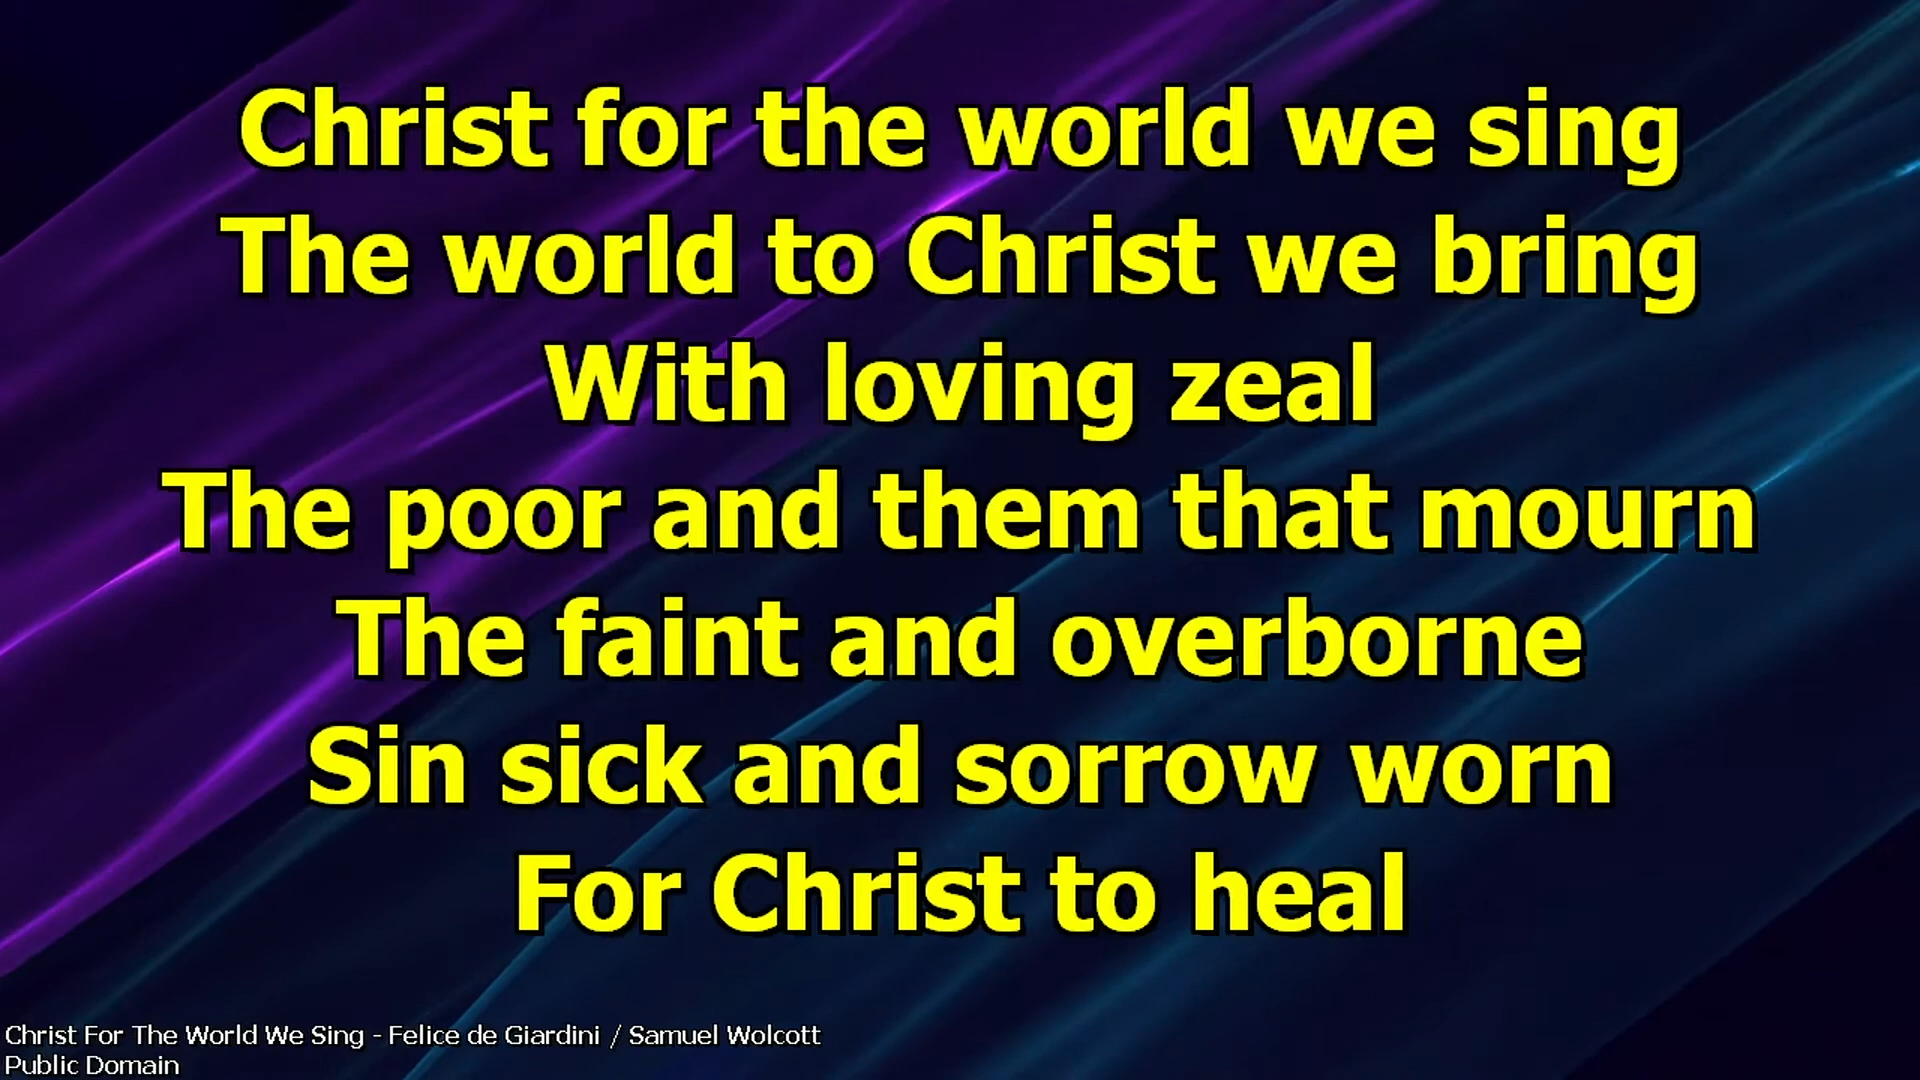 Christ for the world we sing
The world to Christ we bring
With loving zeal
The poor and them that mourn
The faint and overborne
Sin sick and sorrow worn
For Christ to heal
Christ For The World We Sing - Felice de Giardini / Samuel Wolcott
Public Domain